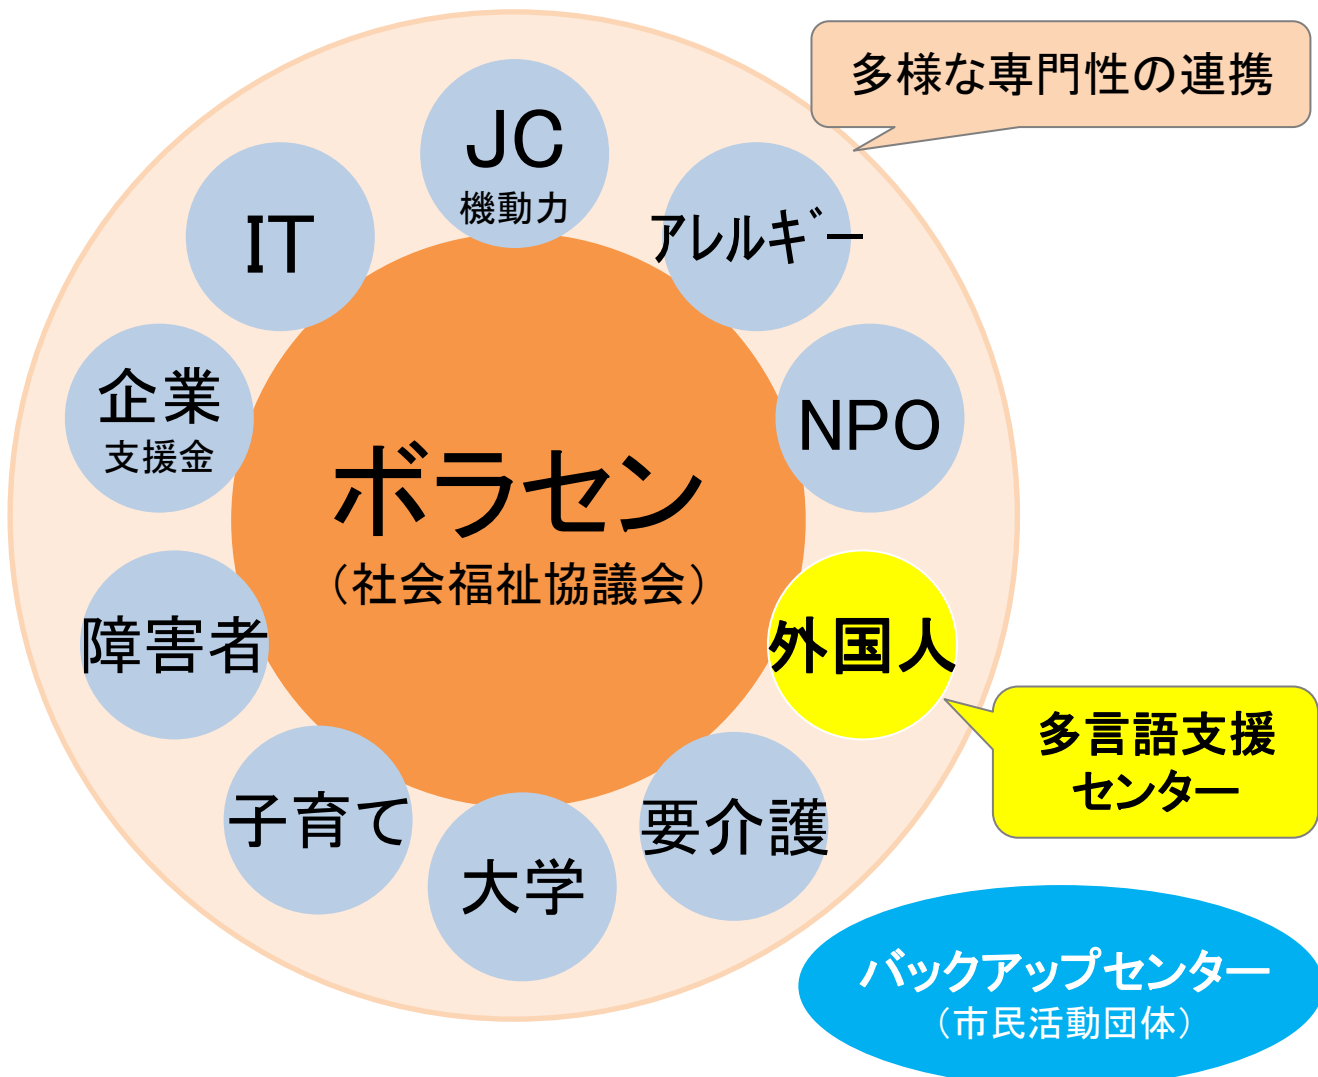 多様な専門性の連携
JC
機動力
IT
アレルギー
企業
支援金
NPO
ボラセン
（社会福祉協議会）
障害者
外国人
多言語支援
センター
子育て
要介護
大学
バックアップセンター
（市民活動団体）